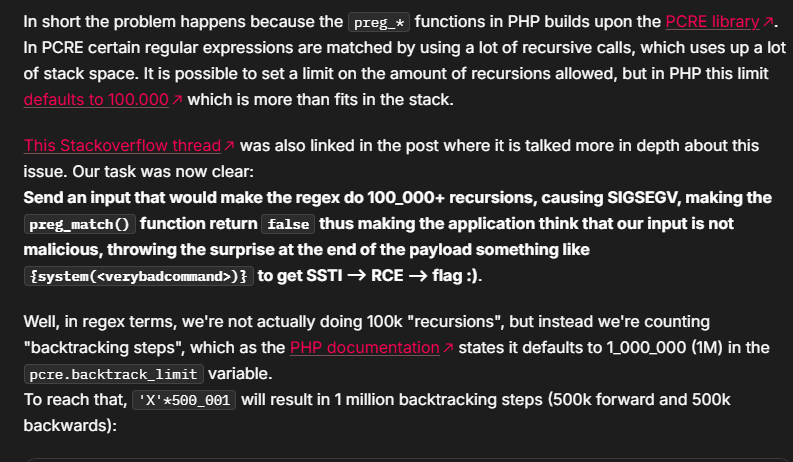 In short the problem happens because the preg_* functions in PHP builds upon the PCRE library↗.
In PCRE certain regular expressions are matched by using a lot of recursive calls, which uses up a lot
of stack space. It is possible to set a limit on the amount of recursions allowed, but in PHP this limit
defaults to 100.000↗ which is more than fits in the stack.
This Stackoverflow thread↗ was also linked in the post where it is talked more in depth about this
issue. Our task was now clear:
Send an input that would make the regex do 100_000+ recursions, causing SIGSEGV, making the
preg_match() function return false thus making the application think that our input is not
malicious, throwing the surprise at the end of the payload something like
{system(<verybadcommand>)} to get SSTI → RCE → flag :).
Well, in regex terms, we're not actually doing 100k "recursions", but instead we're counting
"backtracking steps", which as the PHP documentation↗ states it defaults to 1_000_000 (1M) in the
pcre.backtrack_limit variable.
To reach that, 'X'*500_001 will result in 1 million backtracking steps (500k forward and 500k
backwards):